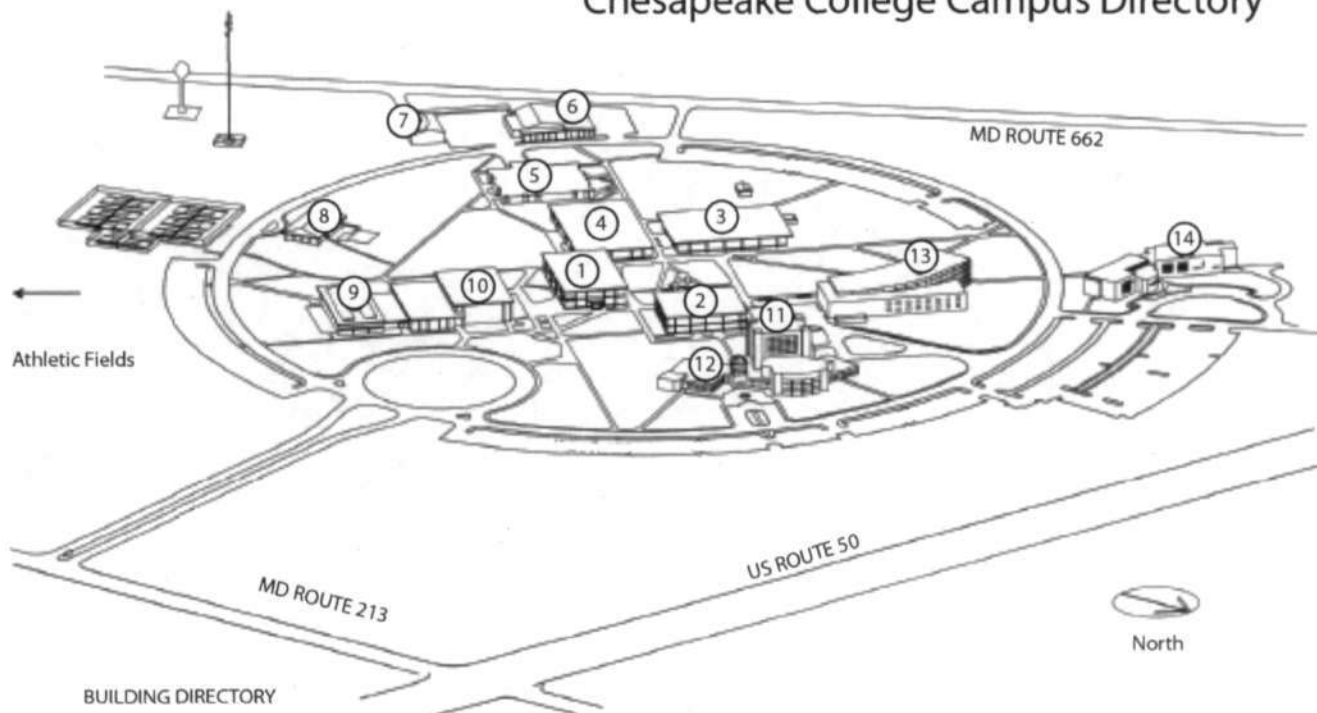 Chesapeake College Campus Directory
6
7
MD ROUTE 662
5
8
4
3
14
13
1
9
10
2
11
Athletic Fields
12
US ROUTE 50
MD ROUTE 213
North
BUILDING DIRECTORY